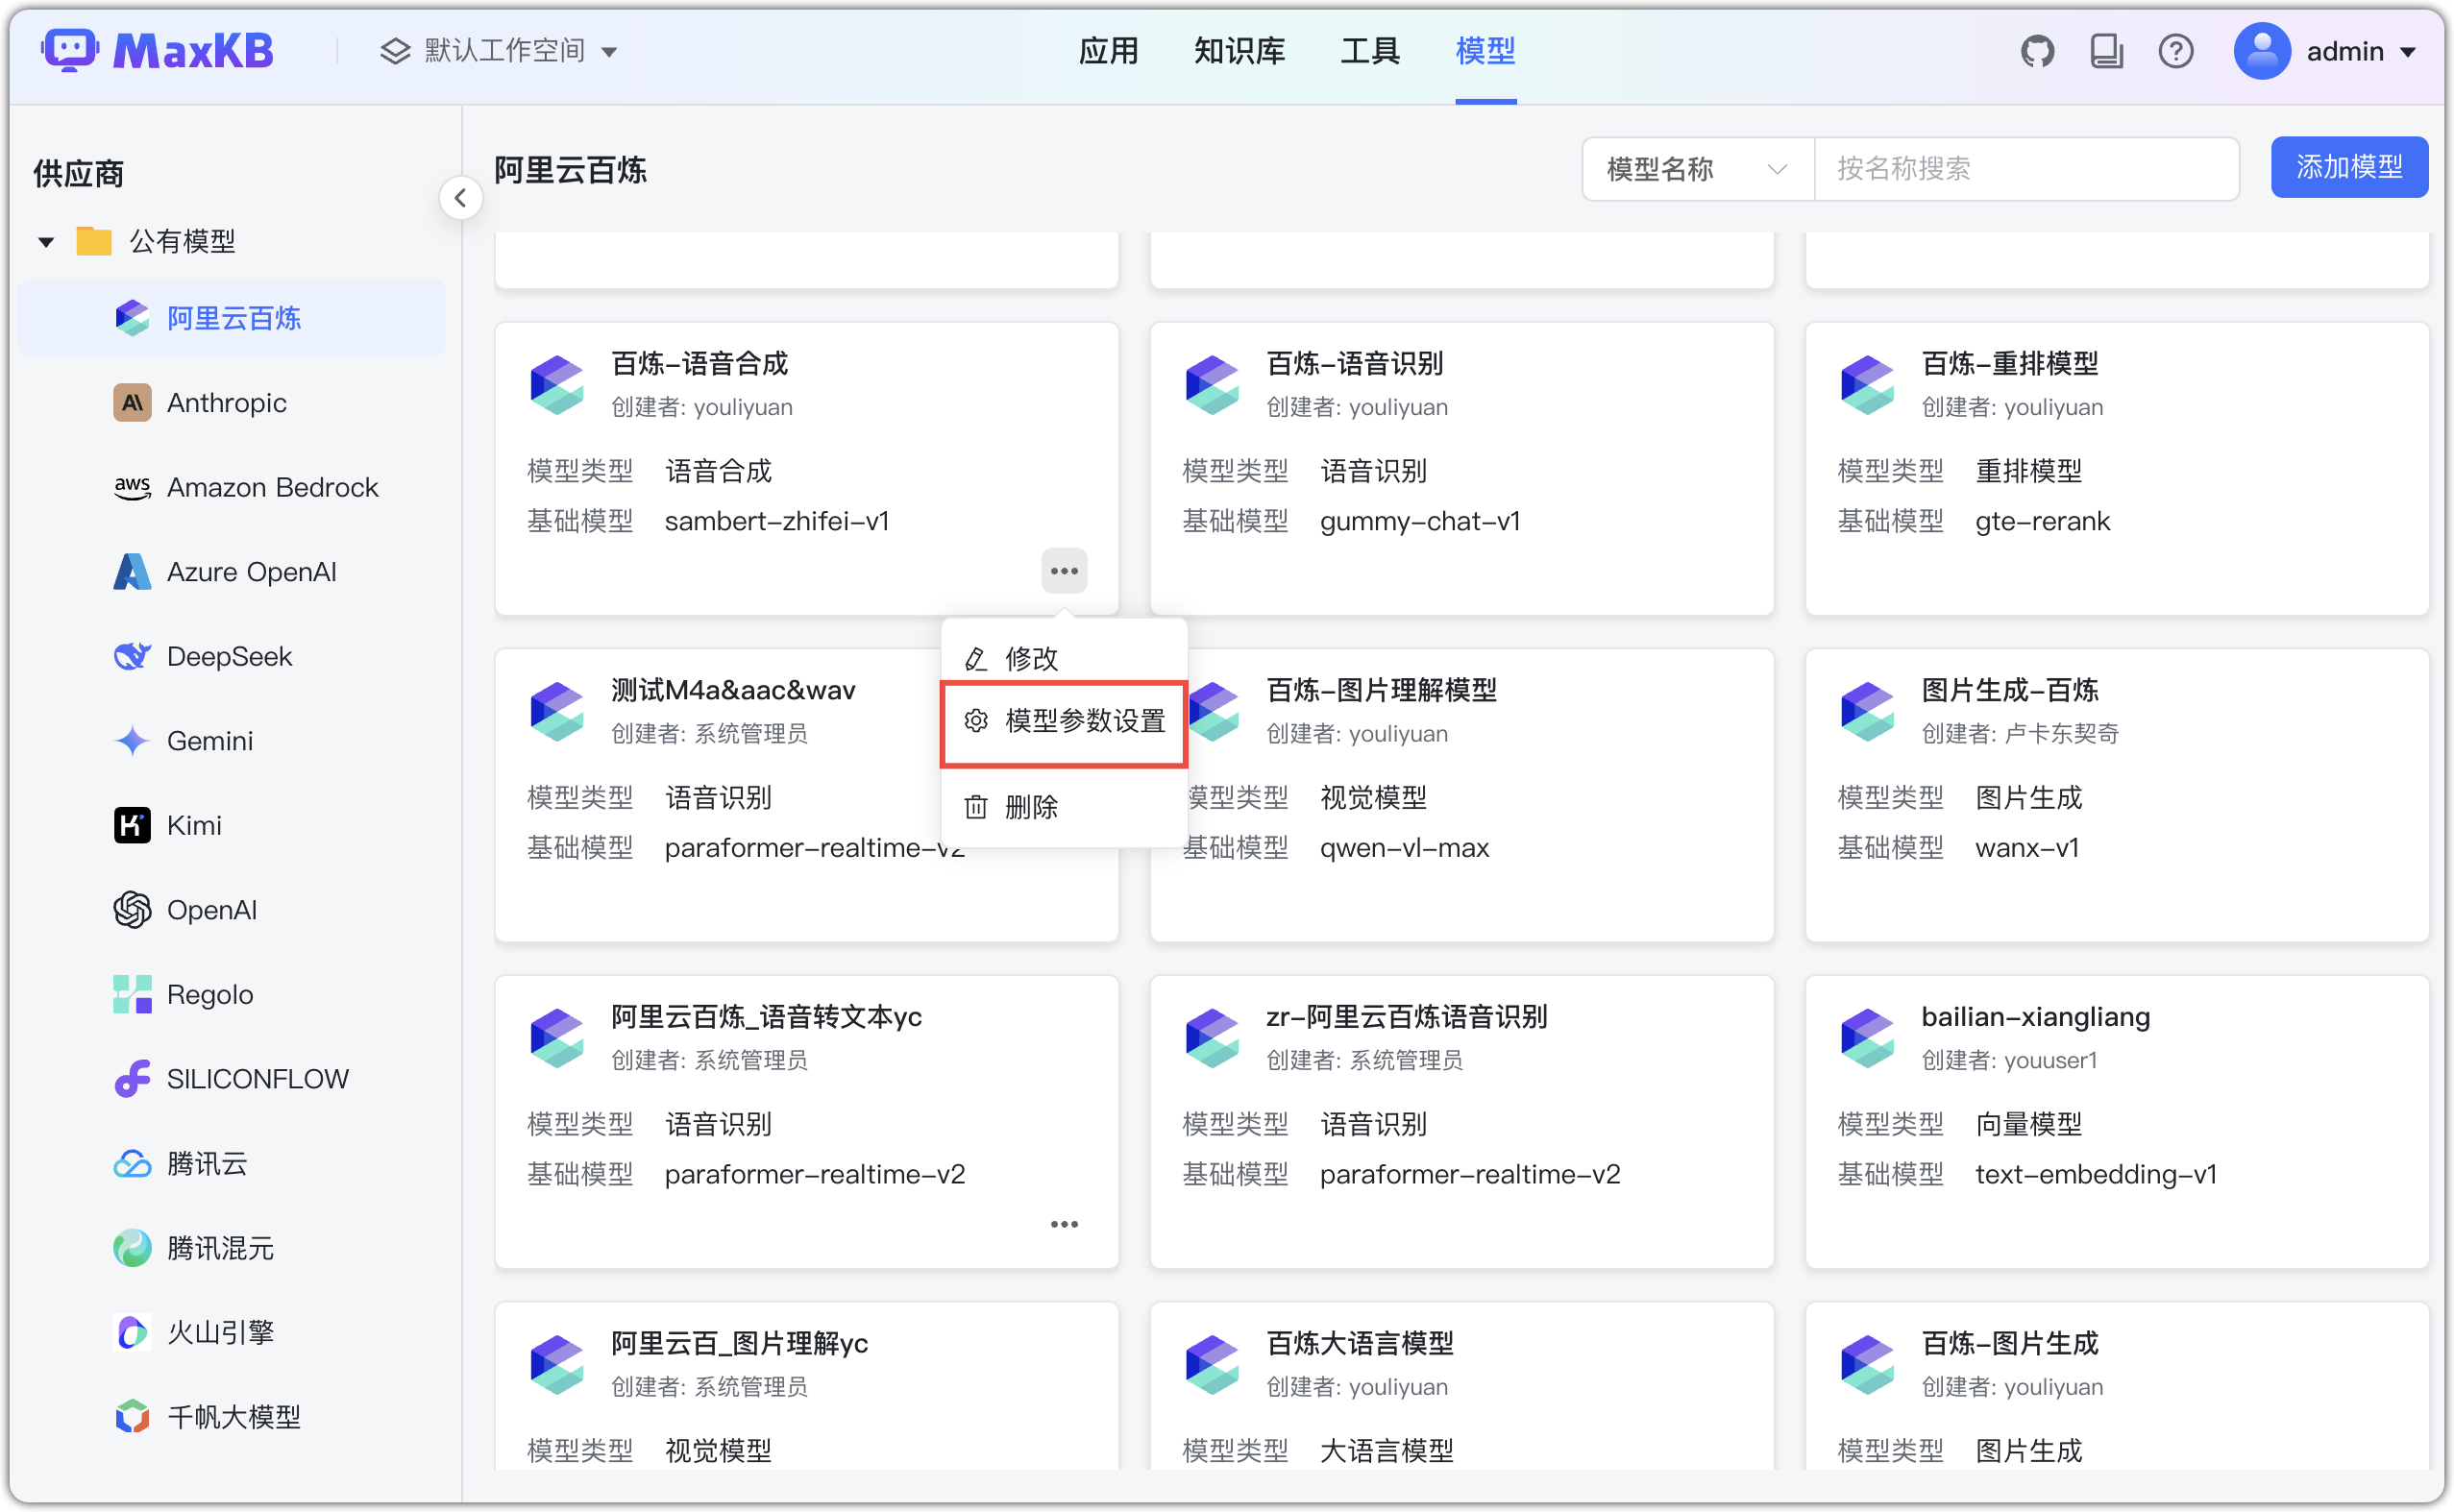 MaxKB
默认工作空间
应用
知识库
工具
模型
admin
供应商
公有模型
阿里云百炼
Anthropic
aws
Amazon Bedrock
Azure OpenAI
DeepSeek
Gemini
Kimi
OpenAI
Regolo
SILICONFLOW
腾讯云
腾讯混元
火山引擎
千帆大模型
阿里云百炼
模型名称
按名称搜索
添加模型
百炼-语音合成
创建者: youliyuan
模型类型 语音合成
基础模型 sambert-zhifei-v1
百炼-语音识别
创建者: youliyuan
模型类型 语音识别
基础模型 gummy-chat-v1
百炼-重排模型
创建者: youliyuan
模型类型 重排模型
基础模型 gte-rerank
修改
模型参数设置
删除
测试M4a&aac&wav
创建者: 系统管理员
模型类型 语音识别
基础模型 paraformer-realtime-v2
百炼-图片理解模型
创建者: youliyuan
模型类型 视觉模型
基础模型 qwen-vl-max
图片生成-百炼
创建者: 卢卡东契奇
模型类型 图片生成
基础模型 wanx-v1
阿里云百炼_语音转文本yc
创建者: 系统管理员
模型类型 语音识别
基础模型 paraformer-realtime-v2
zr-阿里云百炼语音识别
创建者: 系统管理员
模型类型 语音识别
基础模型 paraformer-realtime-v2
bailian-xiangliang
创建者: youuser1
模型类型 向量模型
基础模型 text-embedding-v1
阿里云百_图片理解yc
创建者: 系统管理员
模型类型 视觉模型
百炼大语言模型
创建者: youliyuan
模型类型 大语言模型
百炼-图片生成
创建者: youliyuan
模型类型 图片生成